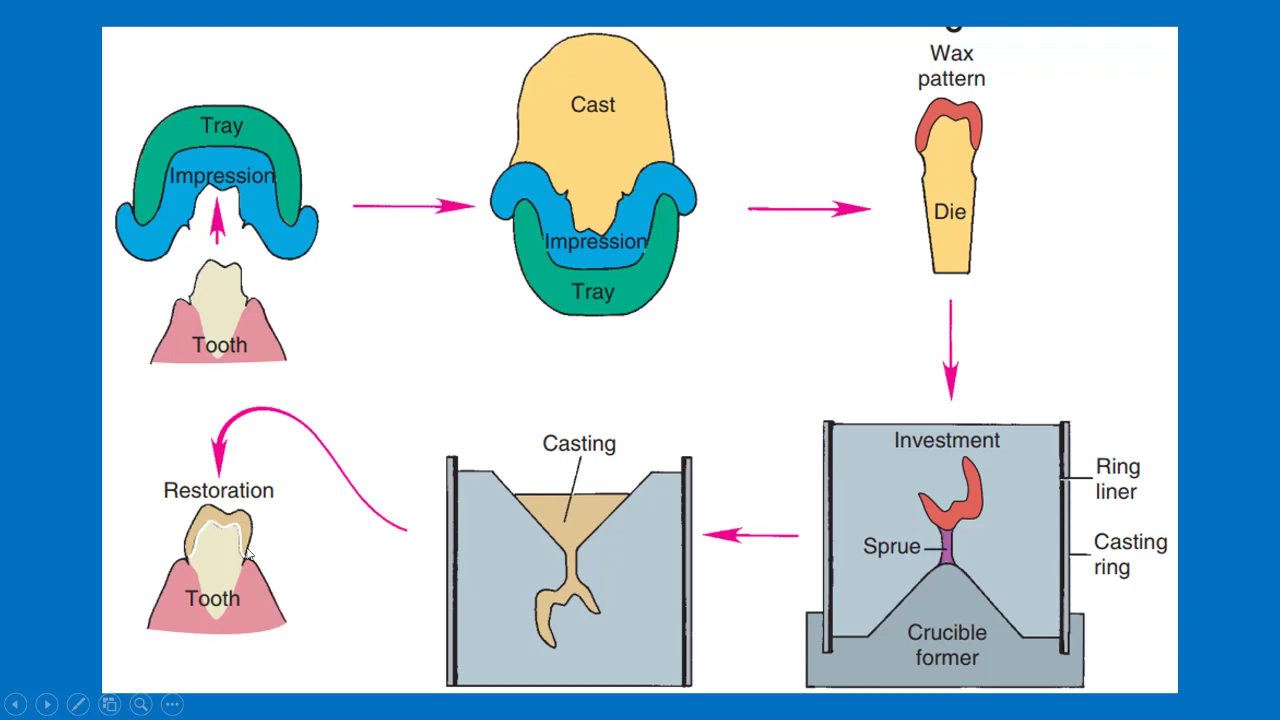 Tray
Impression
Tooth
Cast
Impression
Tray
Wax
pattern
Die
Investment
Ring
liner
Sprue
Casting
ring
Crucible
former
Casting
Restoration
Tooth